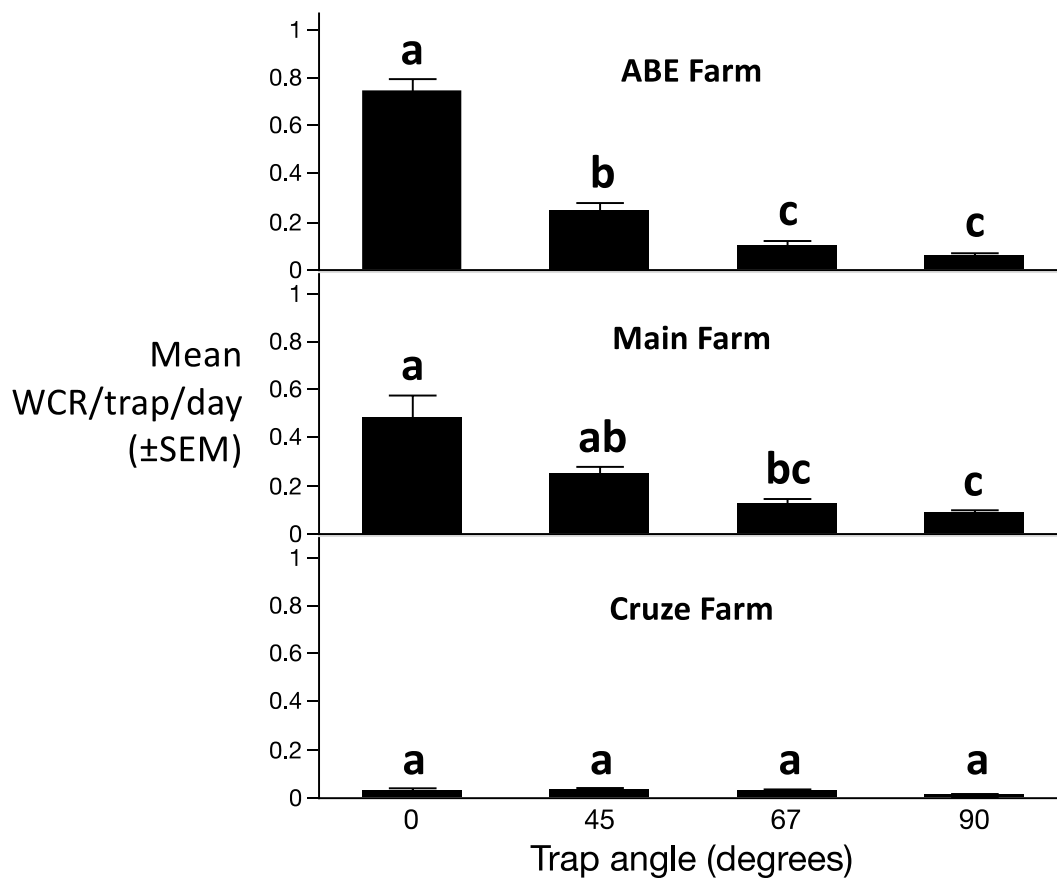 1
0.8
0.6
0.4
0.2
0
ABE Farm
a
b
c
c
Mean
WCR/trap/day
(±SEM)
1
0.8
0.6
0.4
0.2
0
Main Farm
a
ab
bc
c
1
0.8
0.6
0.4
0.2
0
Cruze Farm
a
a
a
a
0 45 67 90
Trap angle (degrees)